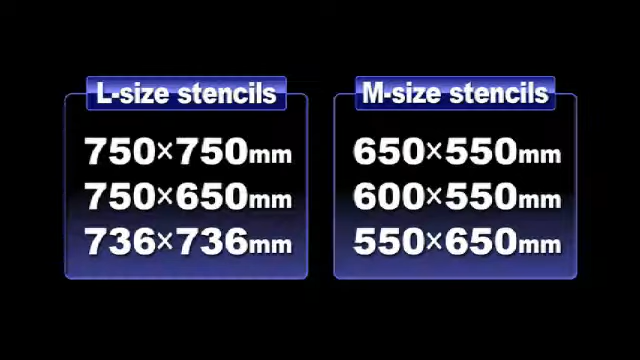 L-size stencils
750×750mm
750×650mm
736×736mm
M-size stencils
650×550mm
600×550mm
550×650mm